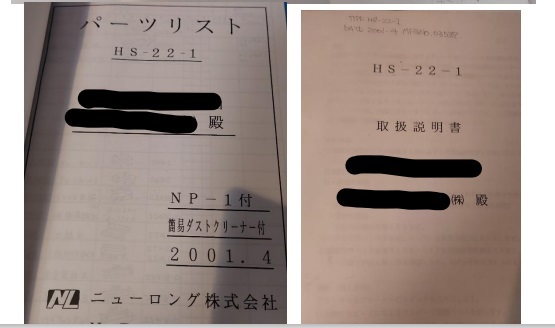 パーツリスト
HS-22-1
殿
NP-1付
簡易ダストクリーナー付
2001.4
NL ニューロング株式会社
HS-22-1
取扱説明書
㈱ 殿